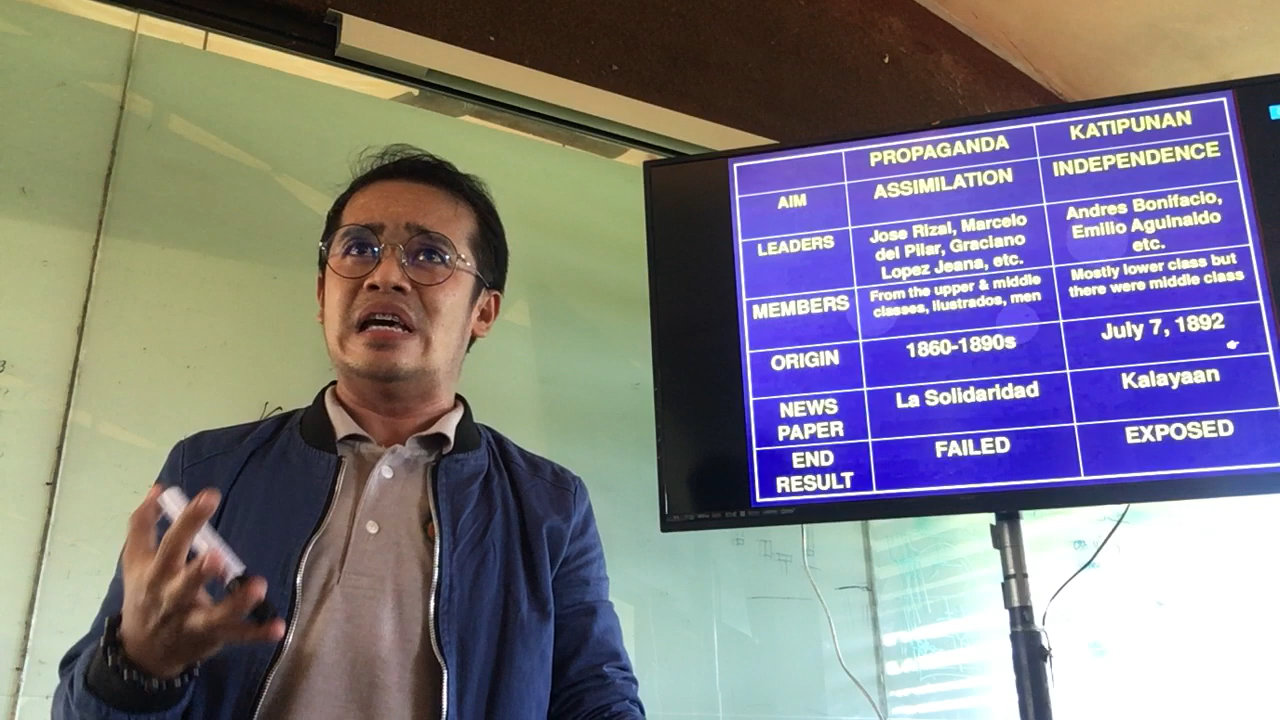 PROPAGANDA KATIPUNAN
AIM ASSIMILATION INDEPENDENCE
LEADERS
Jose Rizal, Marcelo
del Pilar, Graciano
Lopez Jeana, etc.
Andres Bonifacio,
Emilio Aguinaldo
etc.
MEMBERS
From the upper & middle
classes, ilustrados, men
Mostly lower class but
there were middle class
ORIGIN 1860-1890s July 7, 1892
NEWS
PAPER
La Solidaridad Kalayaan
END
RESULT
FAILED EXPOSED